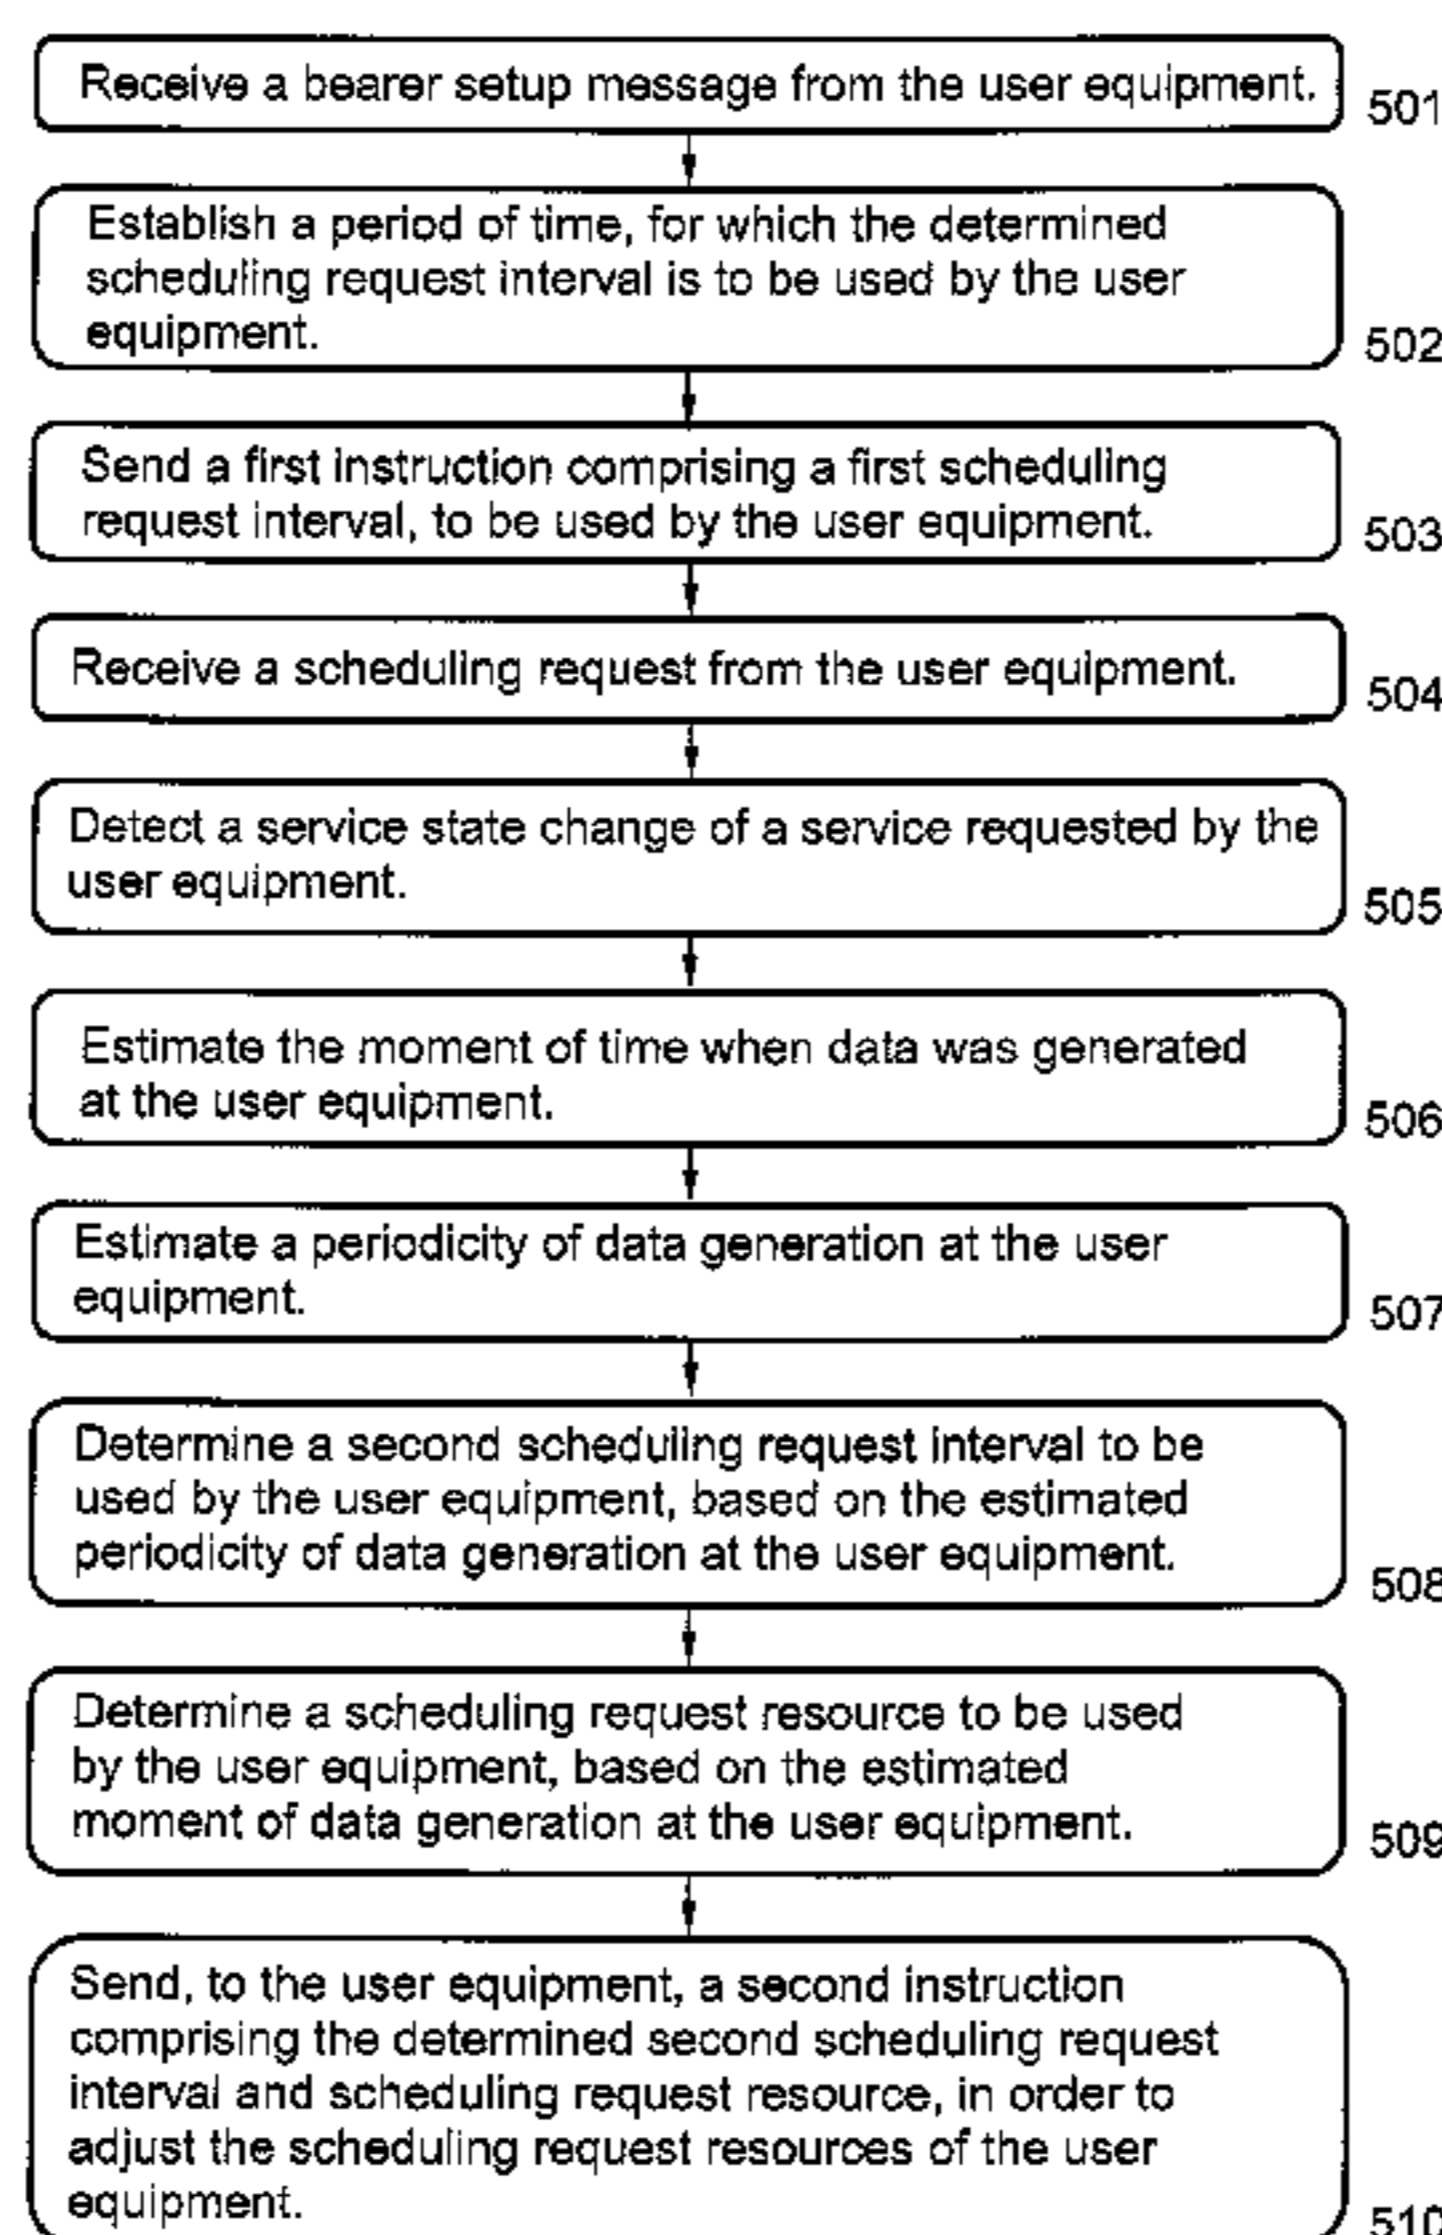 Receive a bearer setup message from the user equipment.
501
Establish a period of time, for which the determined
scheduling request interval is to be used by the user
equipment.
502
Send a first instruction comprising a first scheduling
request interval, to be used by the user equipment.
503
Receive a scheduling request from the user equipment.
504
Detect a service state change of a service requested by the
user equipment.
505
Estimate the moment of time when data was generated
at the user equipment.
506
Estimate a periodicity of data generation at the user
equipment.
507
Determine a second scheduling request interval to be
used by the user equipment, based on the estimated
periodicity of data generation at the user equipment.
508
Determine a scheduling request resource to be used
by the user equipment, based on the estimated
moment of data generation at the user equipment.
509
Send, to the user equipment, a second instruction
comprising the determined second scheduling request
interval and scheduling request resource, in order to
adjust the scheduling request resources of the user
equipment.
510